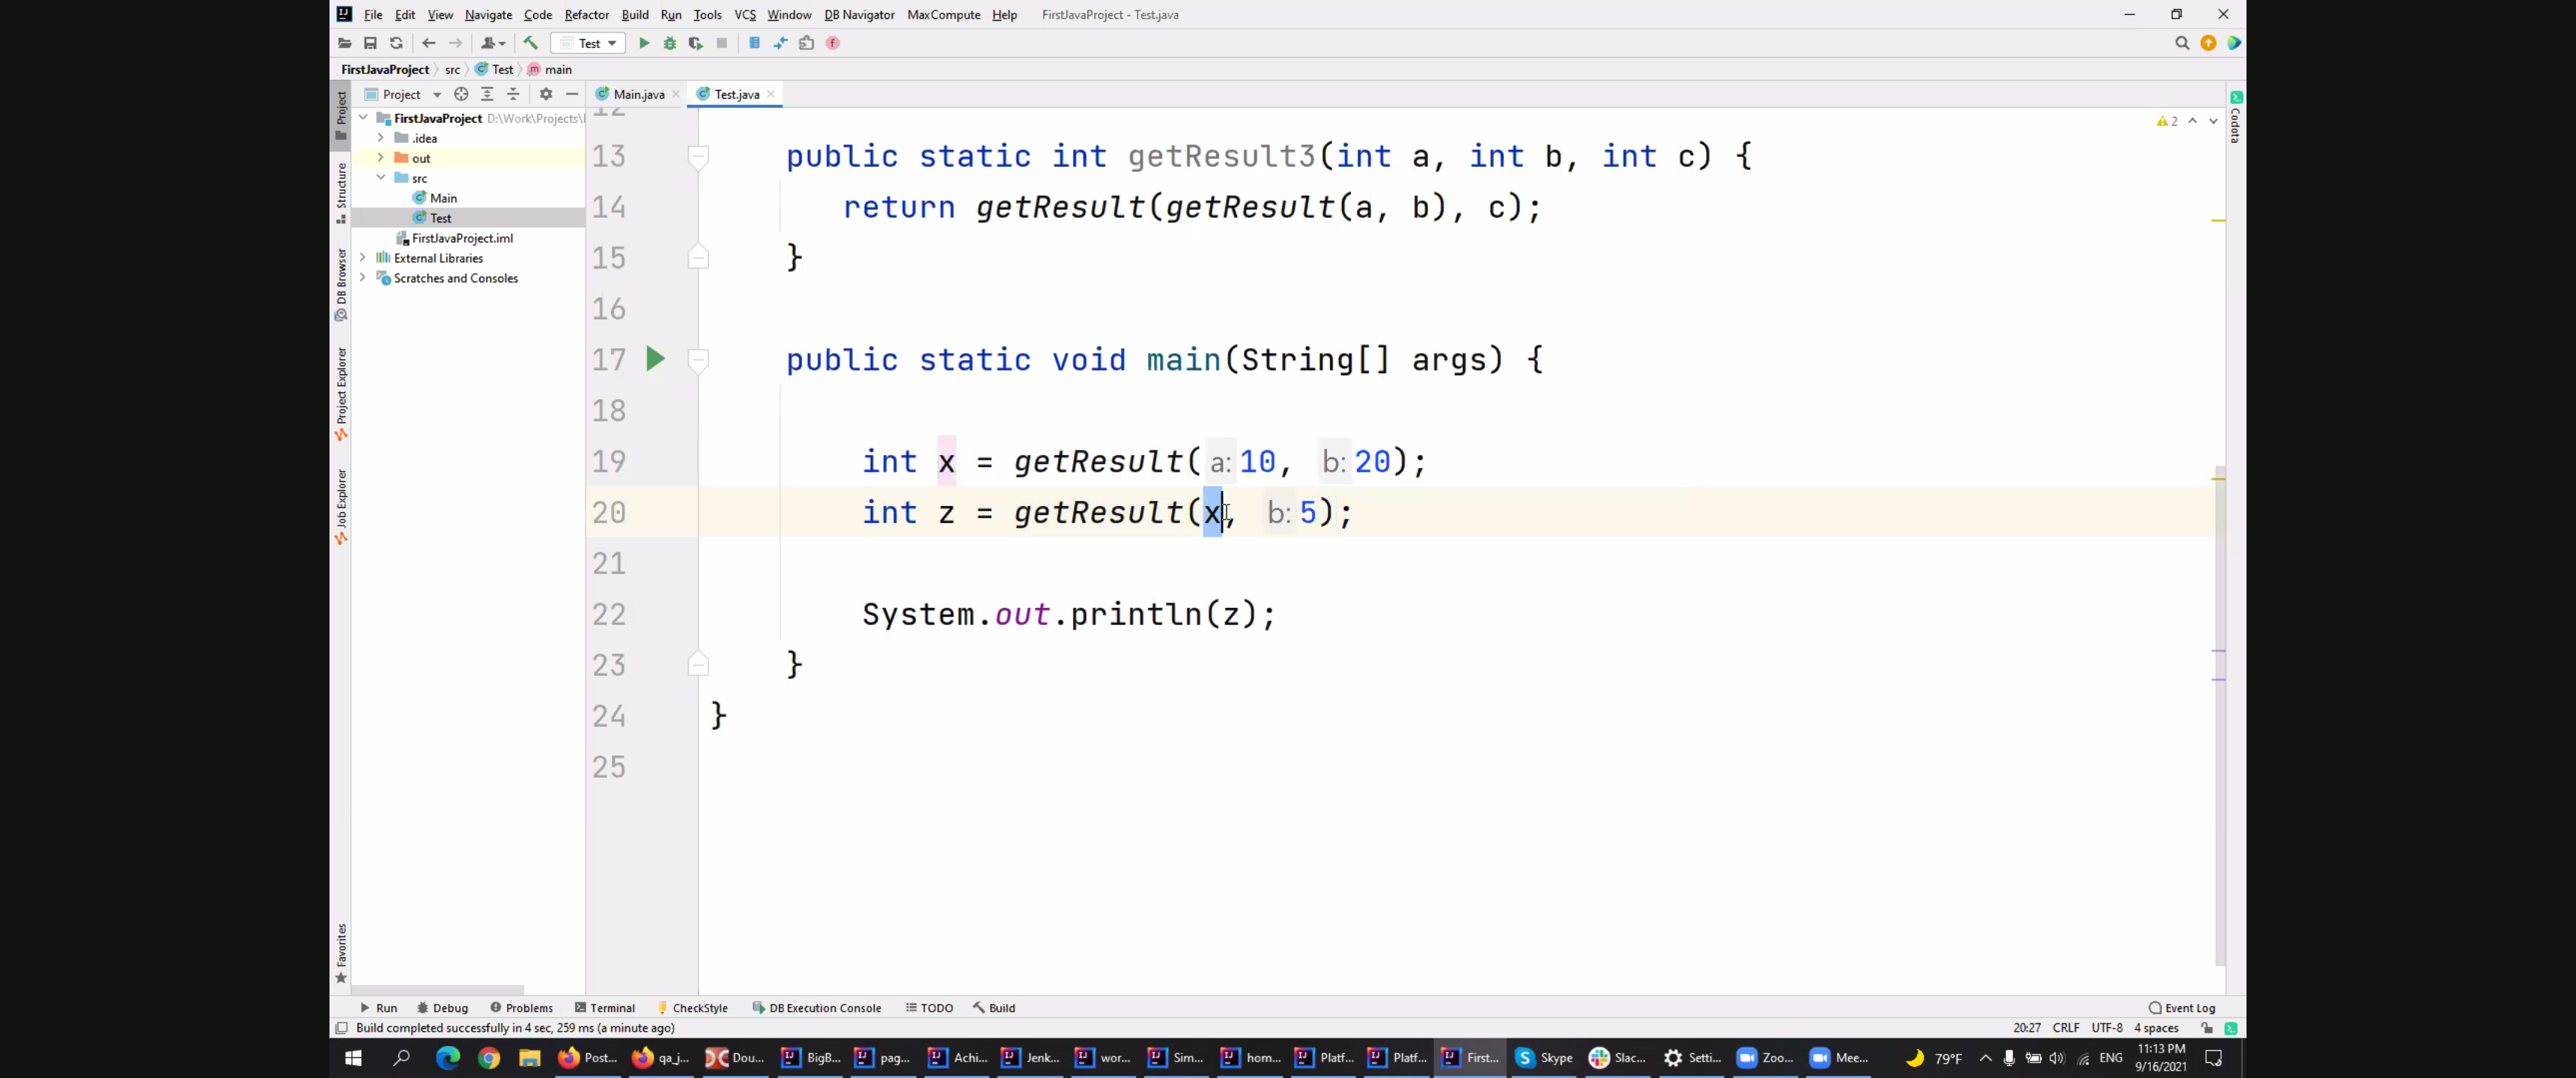 File Edit View Navigate Code Refactor Build Run Tools VCS Window DB Navigator MaxCompute Help FirstJavaProject - Test.java
Test
FirstJavaProject src Test main
Project
Main.java Test.java
FirstJavaProject D:\Work\Projects\
.idea
out
src
Main
Test
FirstJavaProject.iml
External Libraries
Scratches and Consoles
Project
Structure
DB Browser
Project Explorer
Job Explorer
Favorites
Codota
2
12
13 public static int getResult3(int a, int b, int c) {
14 return getResult(getResult(a, b), c);
15 }
16
17 public static void main(String[] args) {
18
19 int x = getResult( a: 10, b: 20);
20 int z = getResult(x, b: 5);
21
22 System.out.println(z);
23 }
24 }
25
Run Debug Problems Terminal CheckStyle DB Execution Console TODO Build Event Log
Build completed successfully in 4 sec, 259 ms (a minute ago) 20:27 CRLF UTF-8 4 spaces
Post... qa_j... Dou... BigB... pag... Achi... Jenk... wor... Sim... hom... Platf... Platf... First... Skype Slac... Setti... Zoo... Mee... 79°F ENG 11:13 PM
9/16/2021